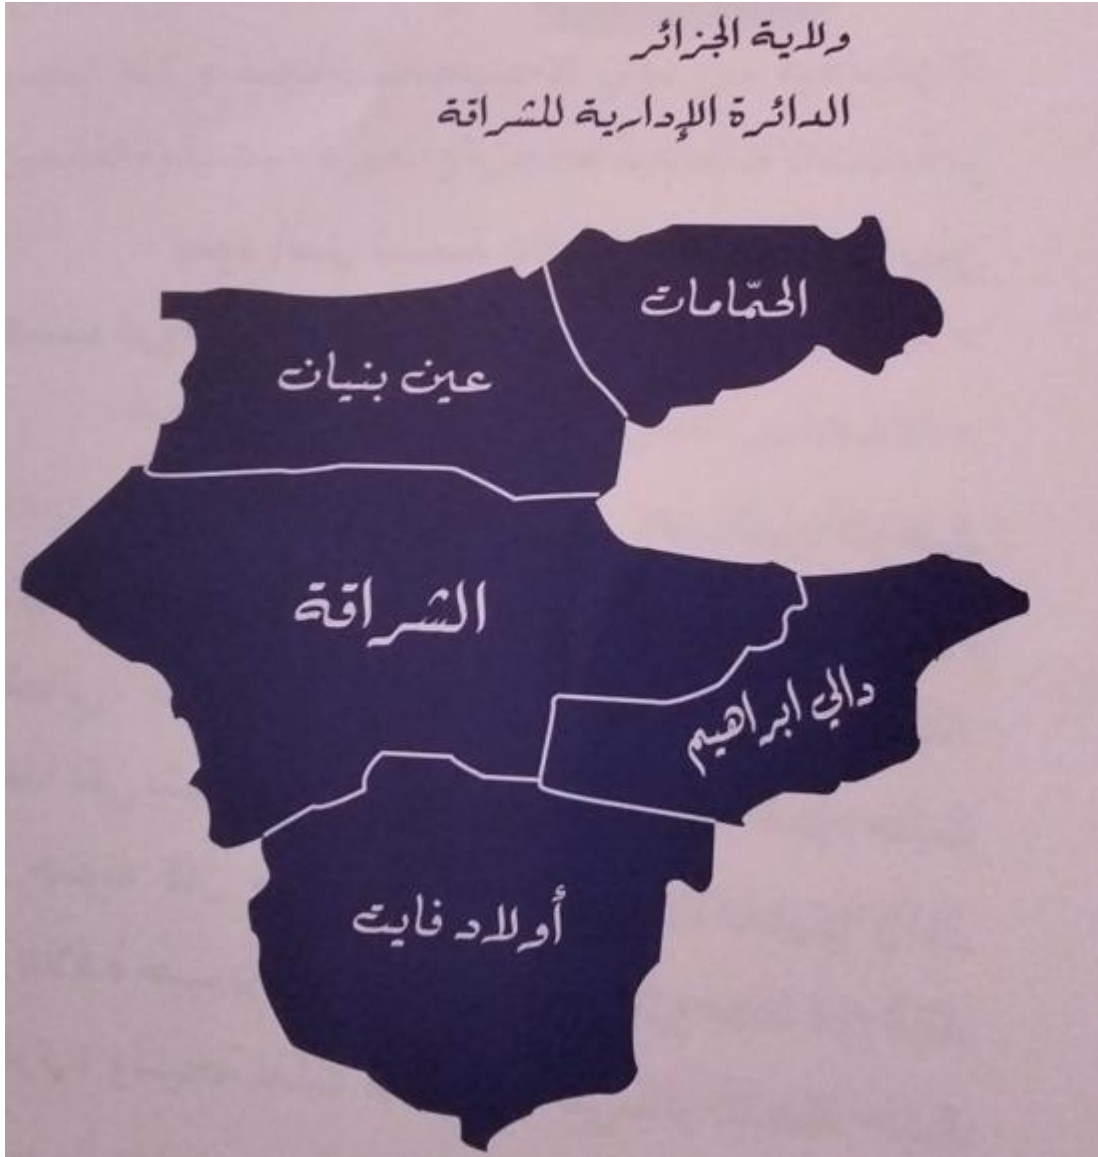 ولاية الجزائر
الدائرة الإدارية للشراقة
الحمّامات
عين بنيان
الشراقة
دالي ابراهيم
أولاد فايت